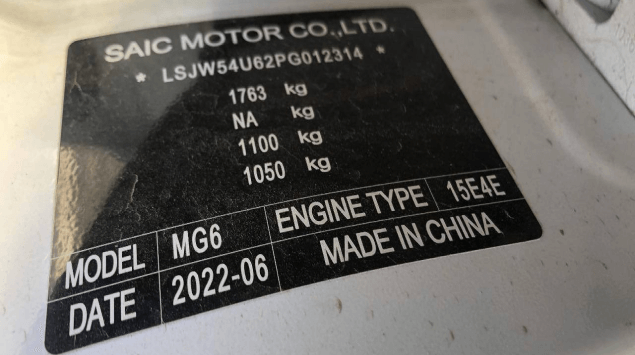 SAIC MOTOR CO.,LTD.
* LSJW54U62PG012314 *
1763 kg
NA kg
1100 kg
1050 kg
MODEL MG6 ENGINE TYPE 15E4E
DATE 2022-06 MADE IN CHINA